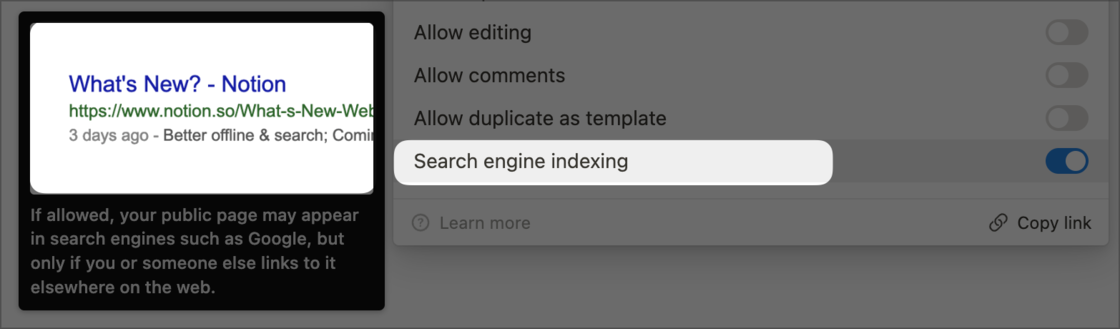 What's New? - Notion
https://www.notion.so/What-s-New-Web
3 days ago - Better offline & search; Comi
If allowed, your public page may appear
in search engines such as Google, but
only if you or someone else links to it
elsewhere on the web.
Allow editing
Allow comments
Allow duplicate as template
Search engine indexing
Learn more
Copy link